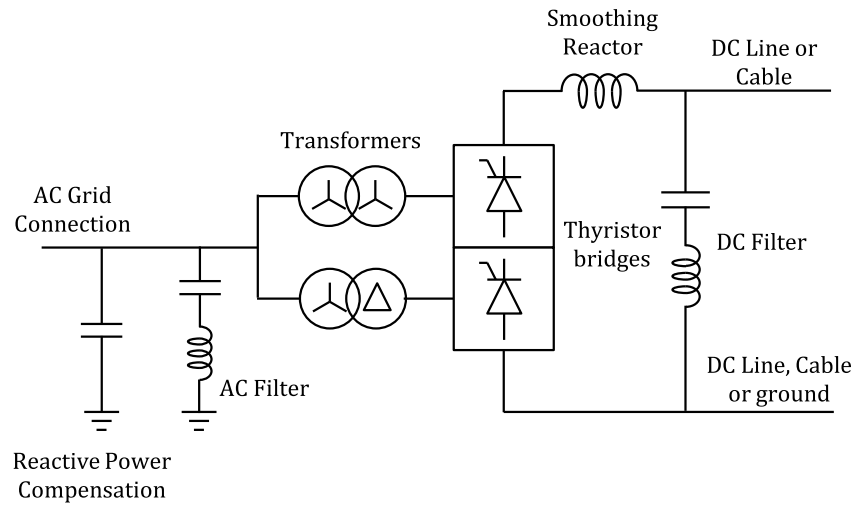 Smoothing
Reactor
DC Line or
Cable
Transformers
AC Grid
Connection
Thyristor
bridges
DC Filter
AC Filter
DC Line, Cable
or ground
Reactive Power
Compensation